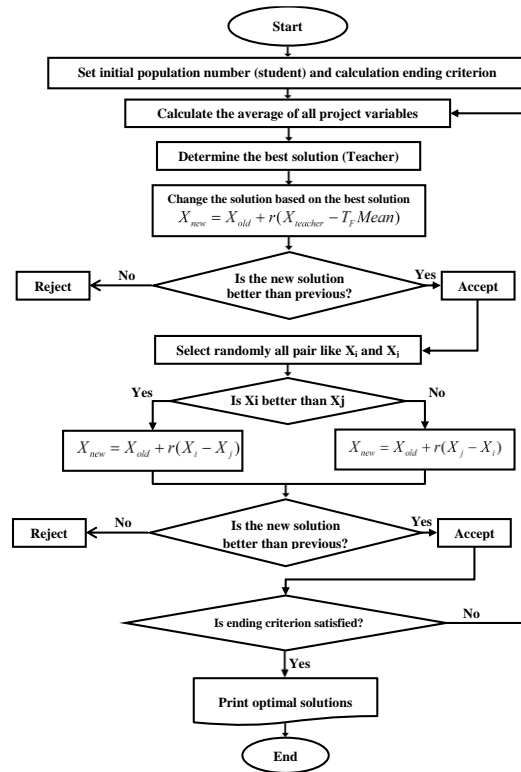 Start
Set initial population number (student) and calculation ending criterion
Calculate the average of all project variables
Determine the best solution (Teacher)
Change the solution based on the best solution
X_new = X_old + r(X_teacher − T_F Mean)
No
Is the new solution
better than previous?
Yes
Reject
Accept
Select randomly all pair like X_i and X_i
Yes
Is Xi better than Xj
No
X_new = X_old + r(X_i − X_j)
X_new = X_old + r(X_j − X_i)
No
Is the new solution
better than previous?
Yes
Reject
Accept
Is ending criterion satisfied?
No
Yes
Print optimal solutions
End